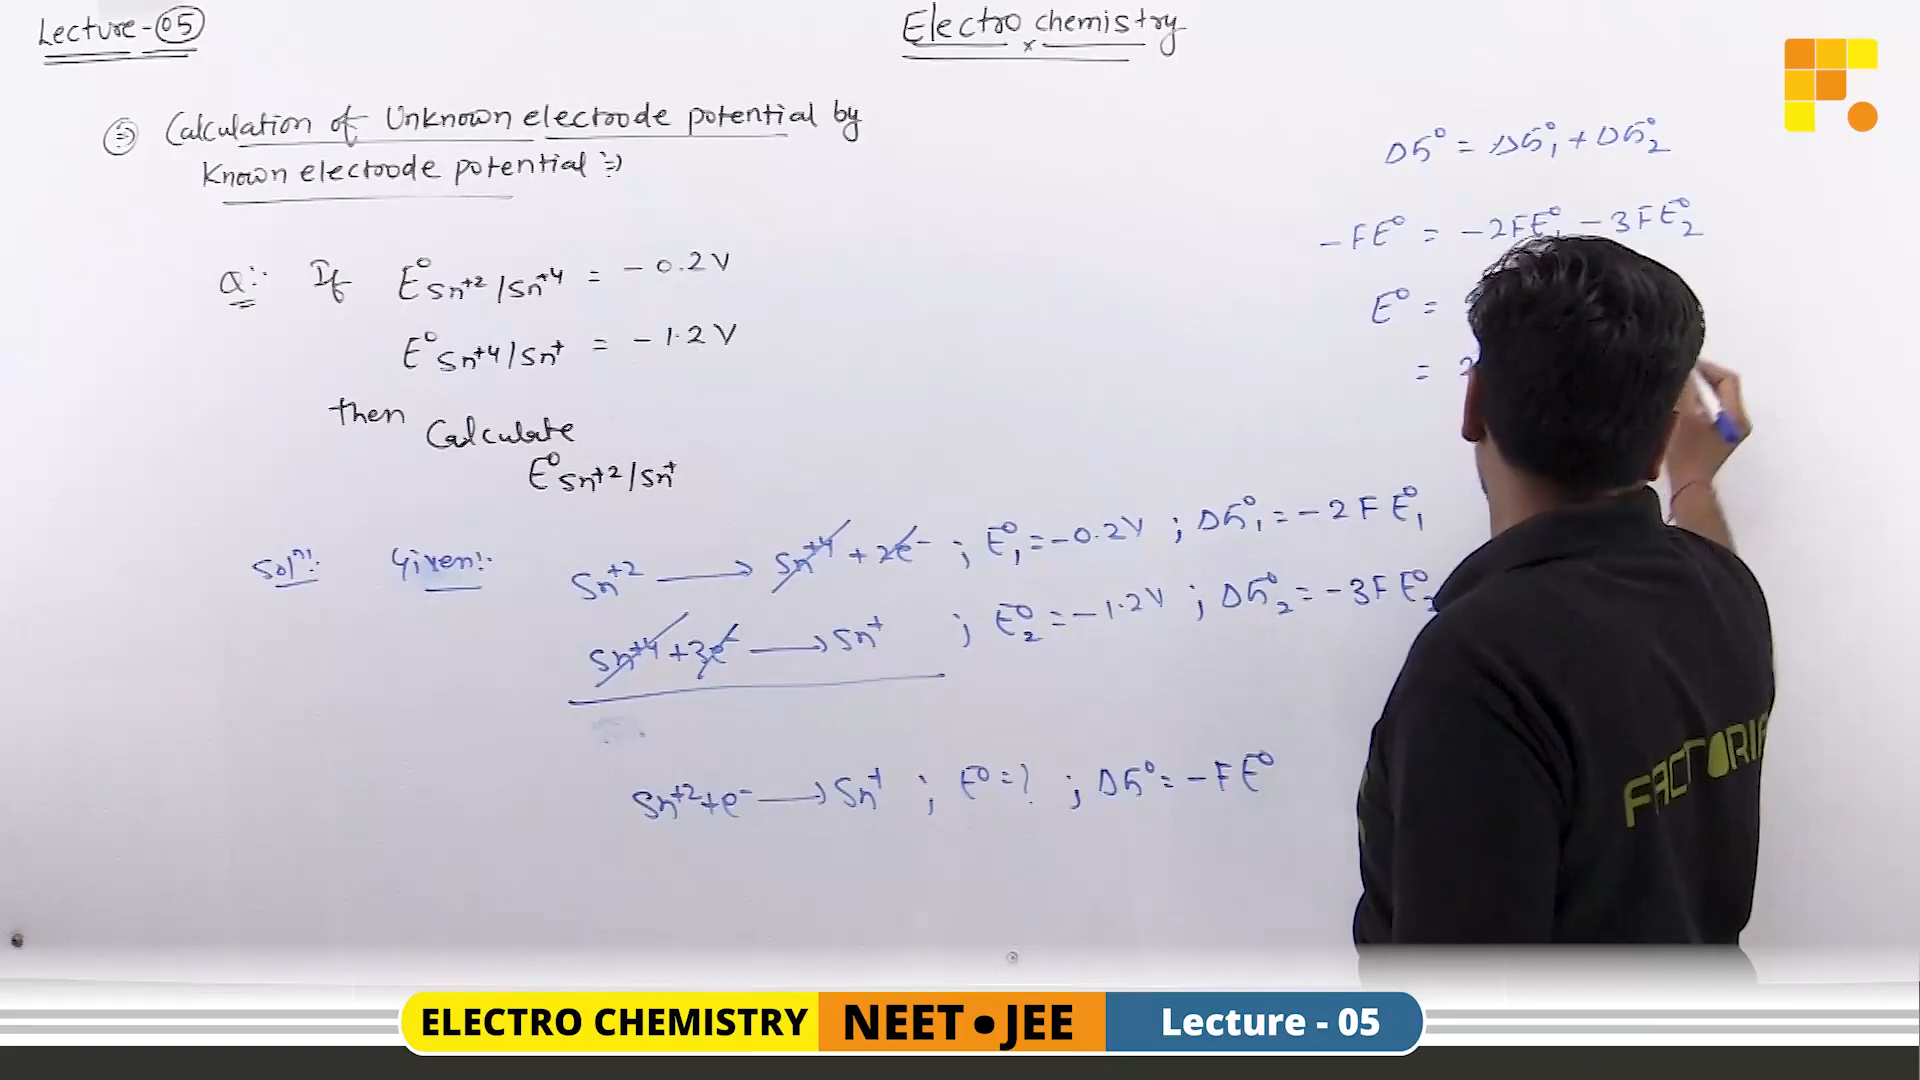 Lecture-05
Electrochemistry
⇒ Calculation of Unknown electrode potential by
Known electrode potential :⇒
Q:- If E°Sn+2/Sn+4 = -0.2V
E°Sn+4/Sn+ = -1.2V
then Calculate
E°Sn+2/Sn+
Soln:- Given:- Sn+2 ⟶ Sn+4 + 2e- ; E°1 = -0.2V ; ΔG°1 = -2FE°1
Sn+4 + 3e- ⟶ Sn+ ; E°2 = -1.2V ; ΔG°2 = -3FE°2
Sn+2 + e- ⟶ Sn+ ; E° = ? ; ΔG° = -FE°
ΔG° = ΔG°1 + ΔG°2
-FE° = -2FE°1 - 3FE°2
E° =
= 2
FACTORI
ELECTRO CHEMISTRY NEET • JEE Lecture - 05